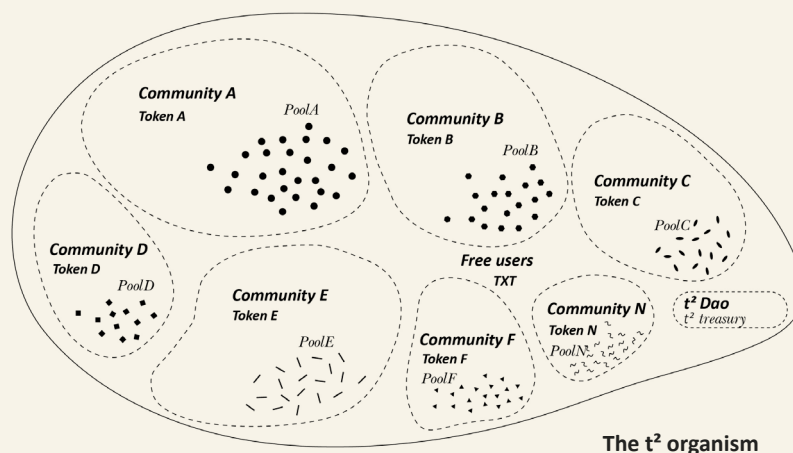 Community A
Token A
PoolA
Community B
Token B
PoolB
Community C
Token C
PoolC
Community D
Token D
PoolD
Community E
Token E
PoolE
Free users
TXT
Community F
Token F
PoolF
Community N
Token N
PoolN
t² Dao
t² treasury
The t² organism